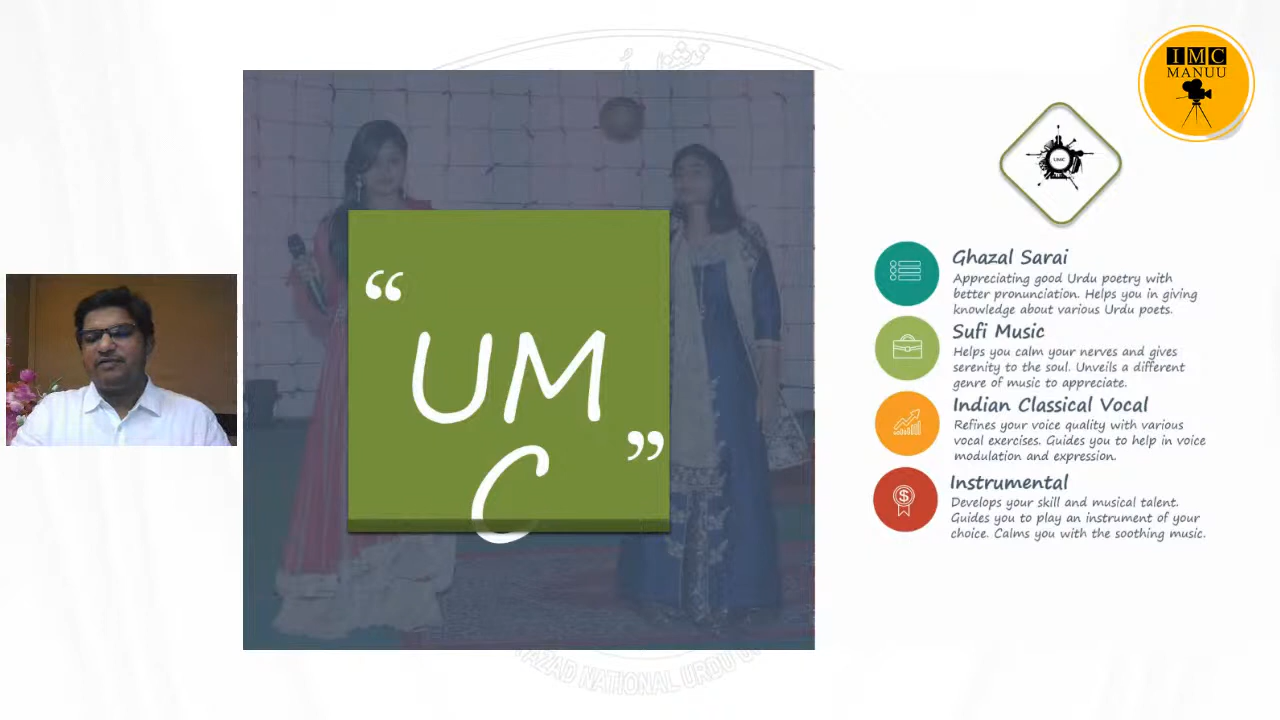 IMC
MANUU
“
UM
C
”
UMC
Ghazal Sarai
Appreciating good Urdu poetry with
better pronunciation. Helps you in giving
knowledge about various Urdu poets.
Sufi Music
Helps you calm your nerves and gives
serenity to the soul. Unveils a different
genre of music to appreciate.
Indian Classical Vocal
Refines your voice quality with various
vocal exercises. Guides you to help in voice
modulation and expression.
$
Instrumental
Develops your skill and musical talent.
Guides you to play an instrument of your
choice. Calms you with the soothing music.
AZAD NATIONAL URDU U